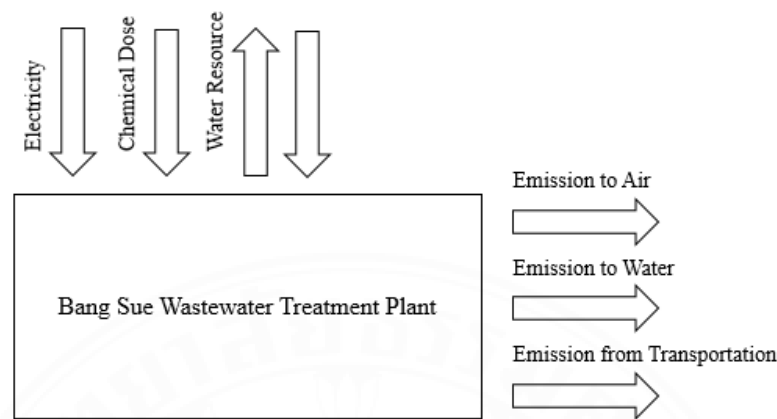 Electricity
Chemical Dose
Water Resource
Emission to Air
Emission to Water
Bang Sue Wastewater Treatment Plant
Emission from Transportation